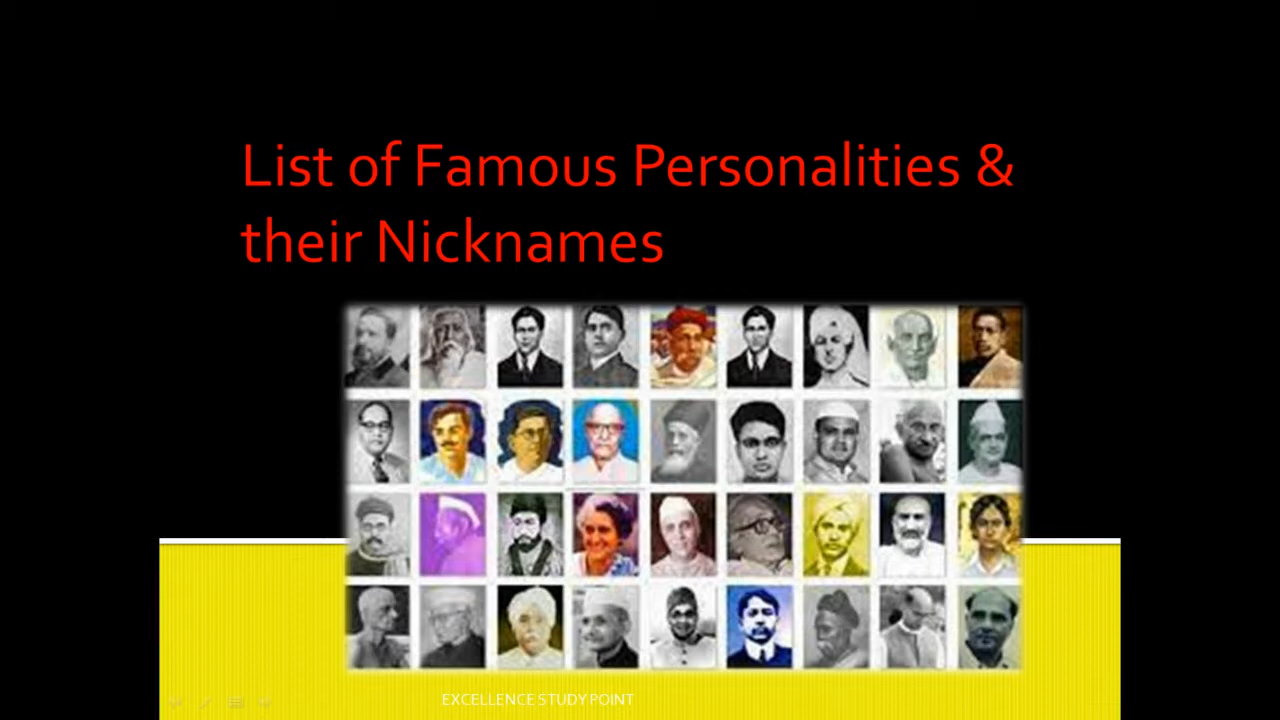 List of Famous Personalities &
their Nicknames
EXCELLENCE STUDY POINT